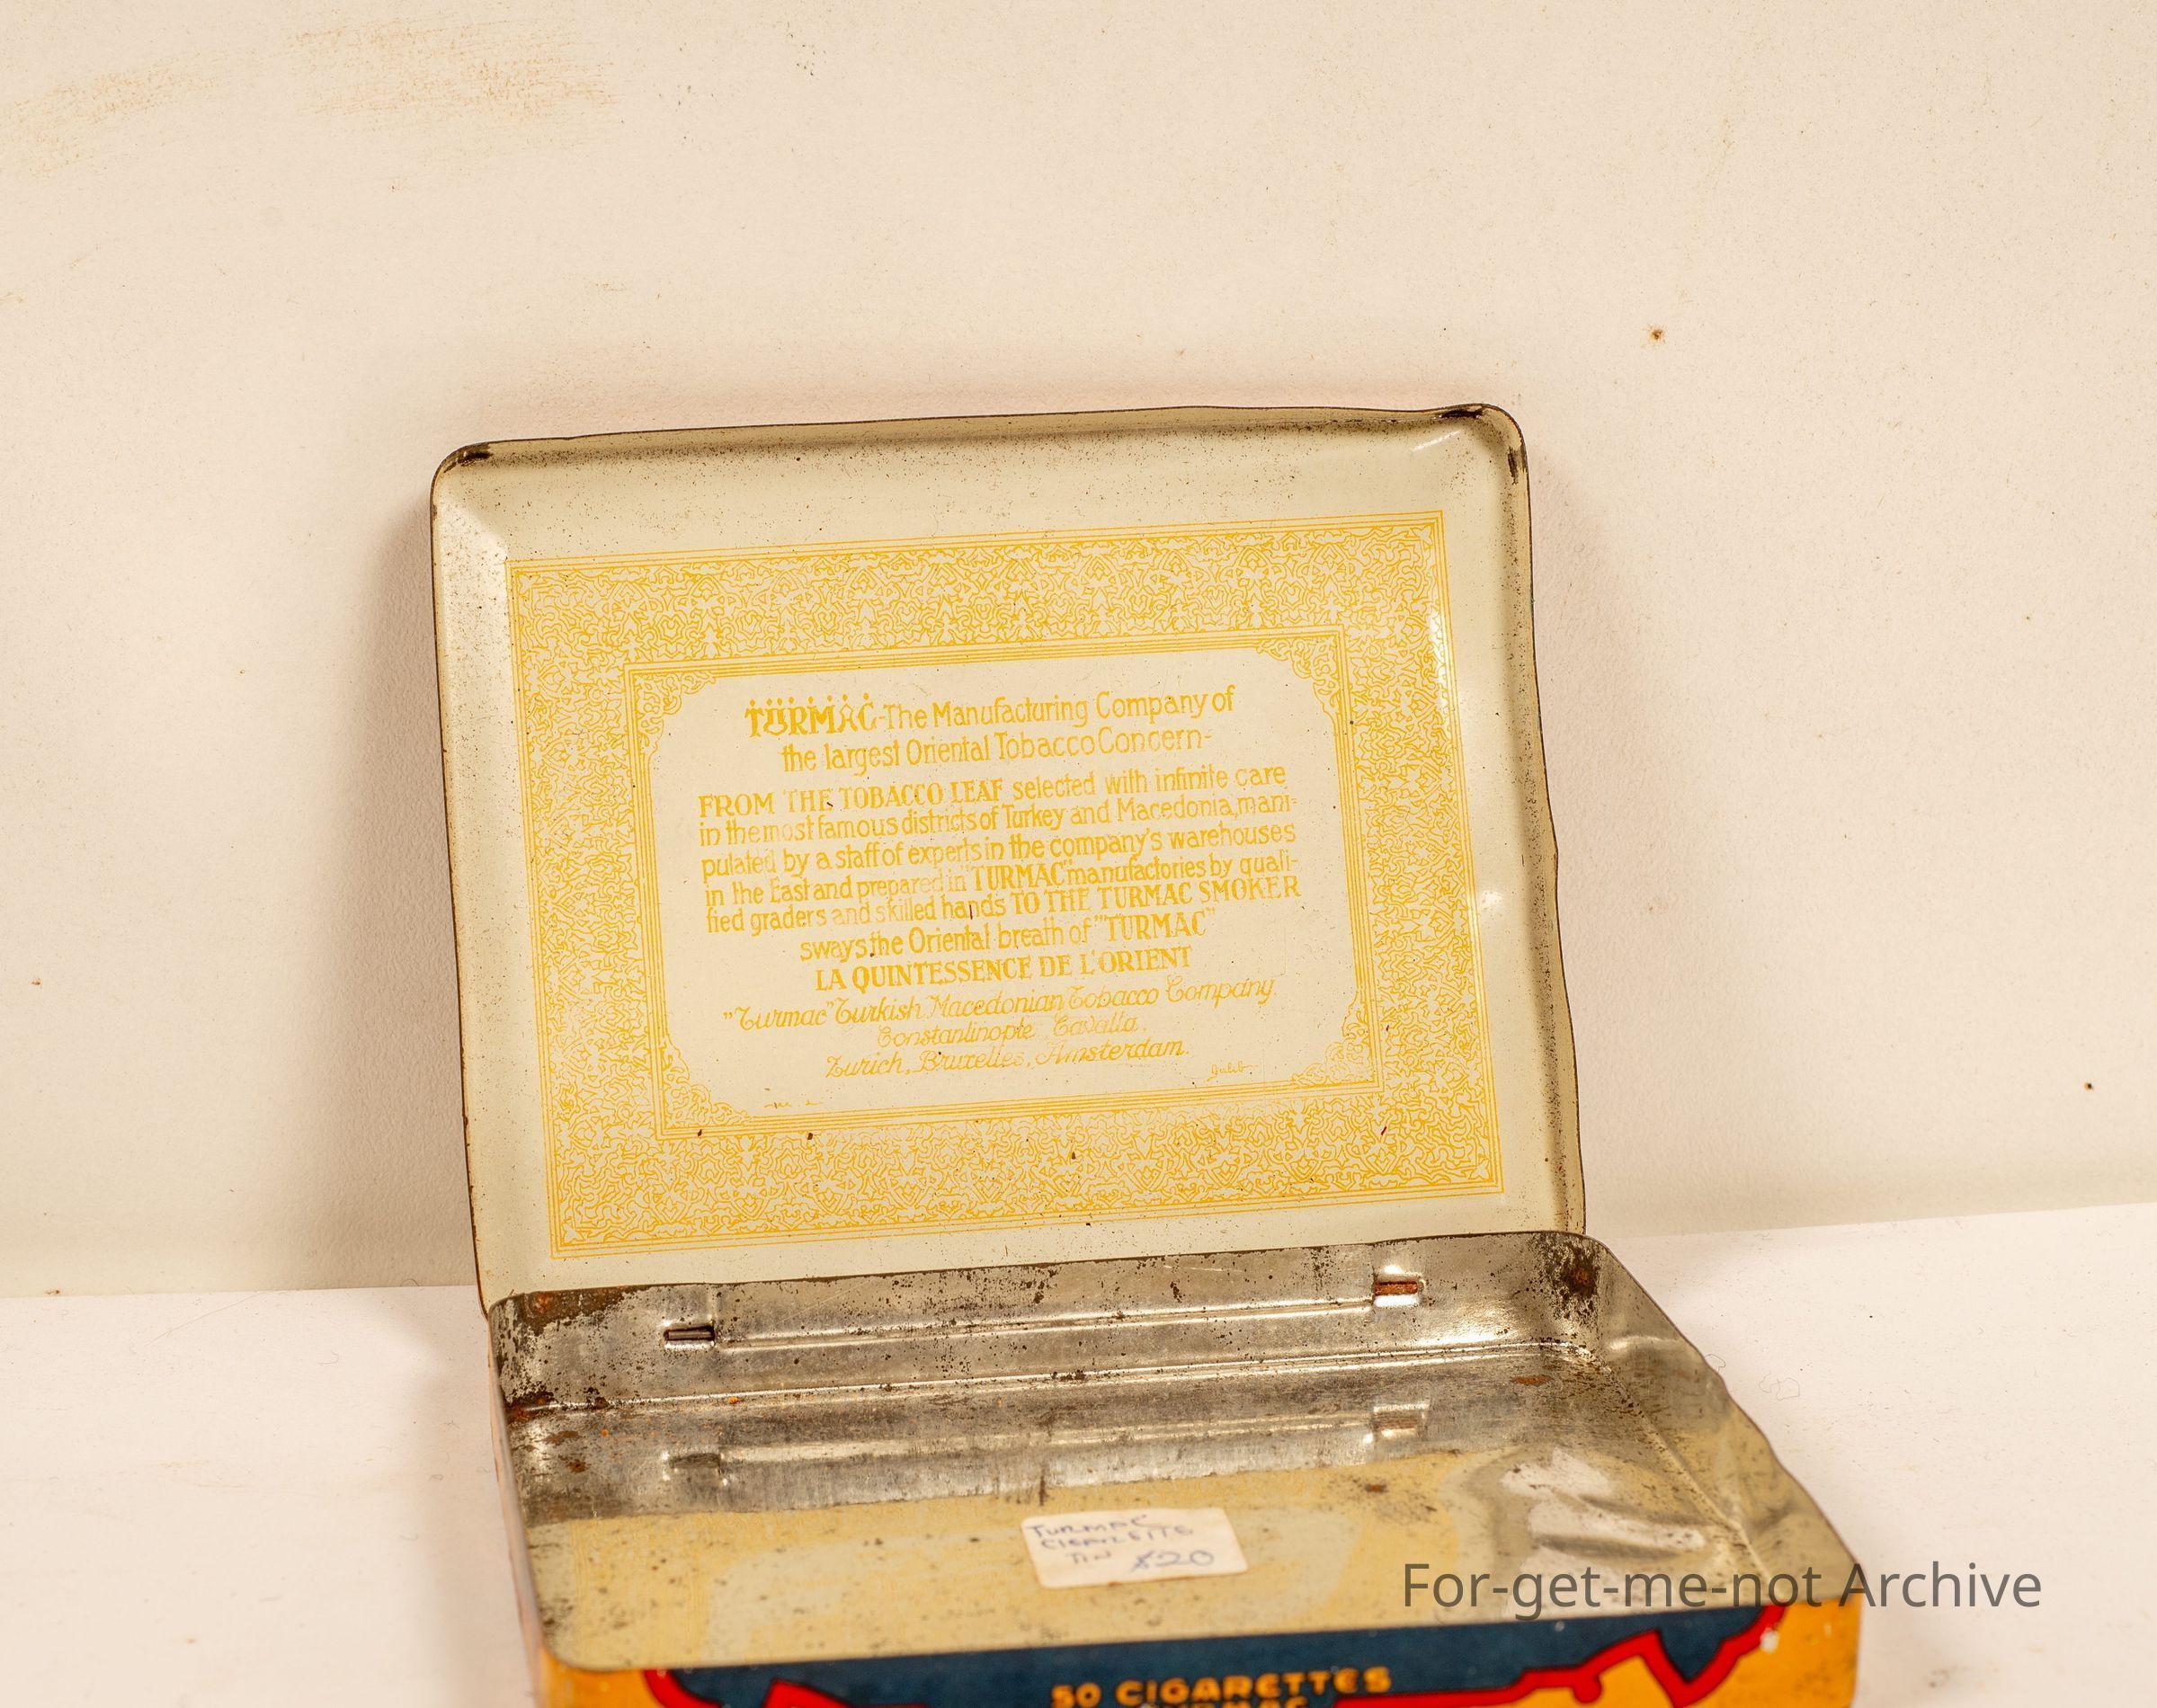 TURMAC-The Manufacturing Company of
the largest Oriental Tobacco Concern-
FROM THE TOBACCO LEAF selected with infinite care
in the most famous districts of Turkey and Macedonia, mani-
pulated by a staff of experts in the company's warehouses
in the East and prepared in "TURMAC" manufactories by quali-
fied graders and skilled hands TO THE TURMAC SMOKER
sways the Oriental breath of "TURMAC"
LA QUINTESSENCE DE L'ORIENT
"Turmac" Turkish Macedonian Tobacco Company.
Constantinople Cavalla,
Zurich, Bruxelles, Amsterdam.
TURMAC
CIGARETTE
TIN $20
For-get-me-not Archive
50 CIGARETTES